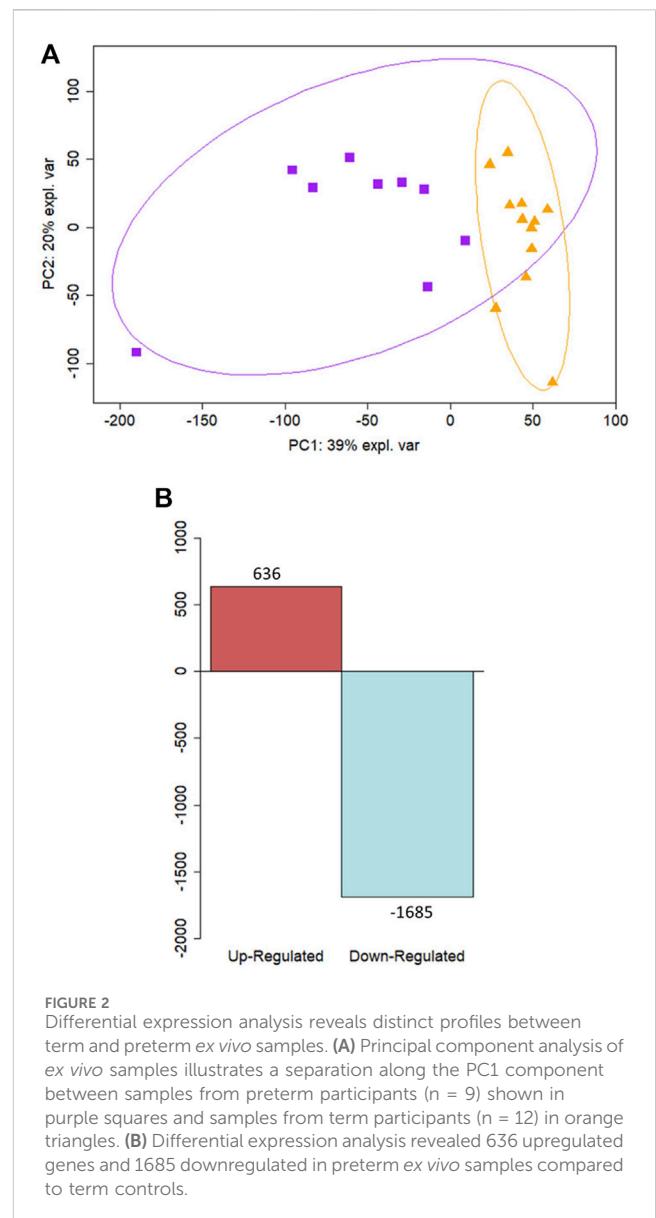 A
PC2: 20% expl. var
100
50
0
-50
-100
-200 -150 -100 -50 0 50 100
PC1: 39% expl. var
B
1000
500
0
-500
-1000
-1500
-2000
636
-1685
Up-Regulated Down-Regulated
FIGURE 2
Differential expression analysis reveals distinct profiles between
term and preterm ex vivo samples. (A) Principal component analysis of
ex vivo samples illustrates a separation along the PC1 component
between samples from preterm participants (n = 9) shown in
purple squares and samples from term participants (n = 12) in orange
triangles. (B) Differential expression analysis revealed 636 upregulated
genes and 1685 downregulated in preterm ex vivo samples compared
to term controls.